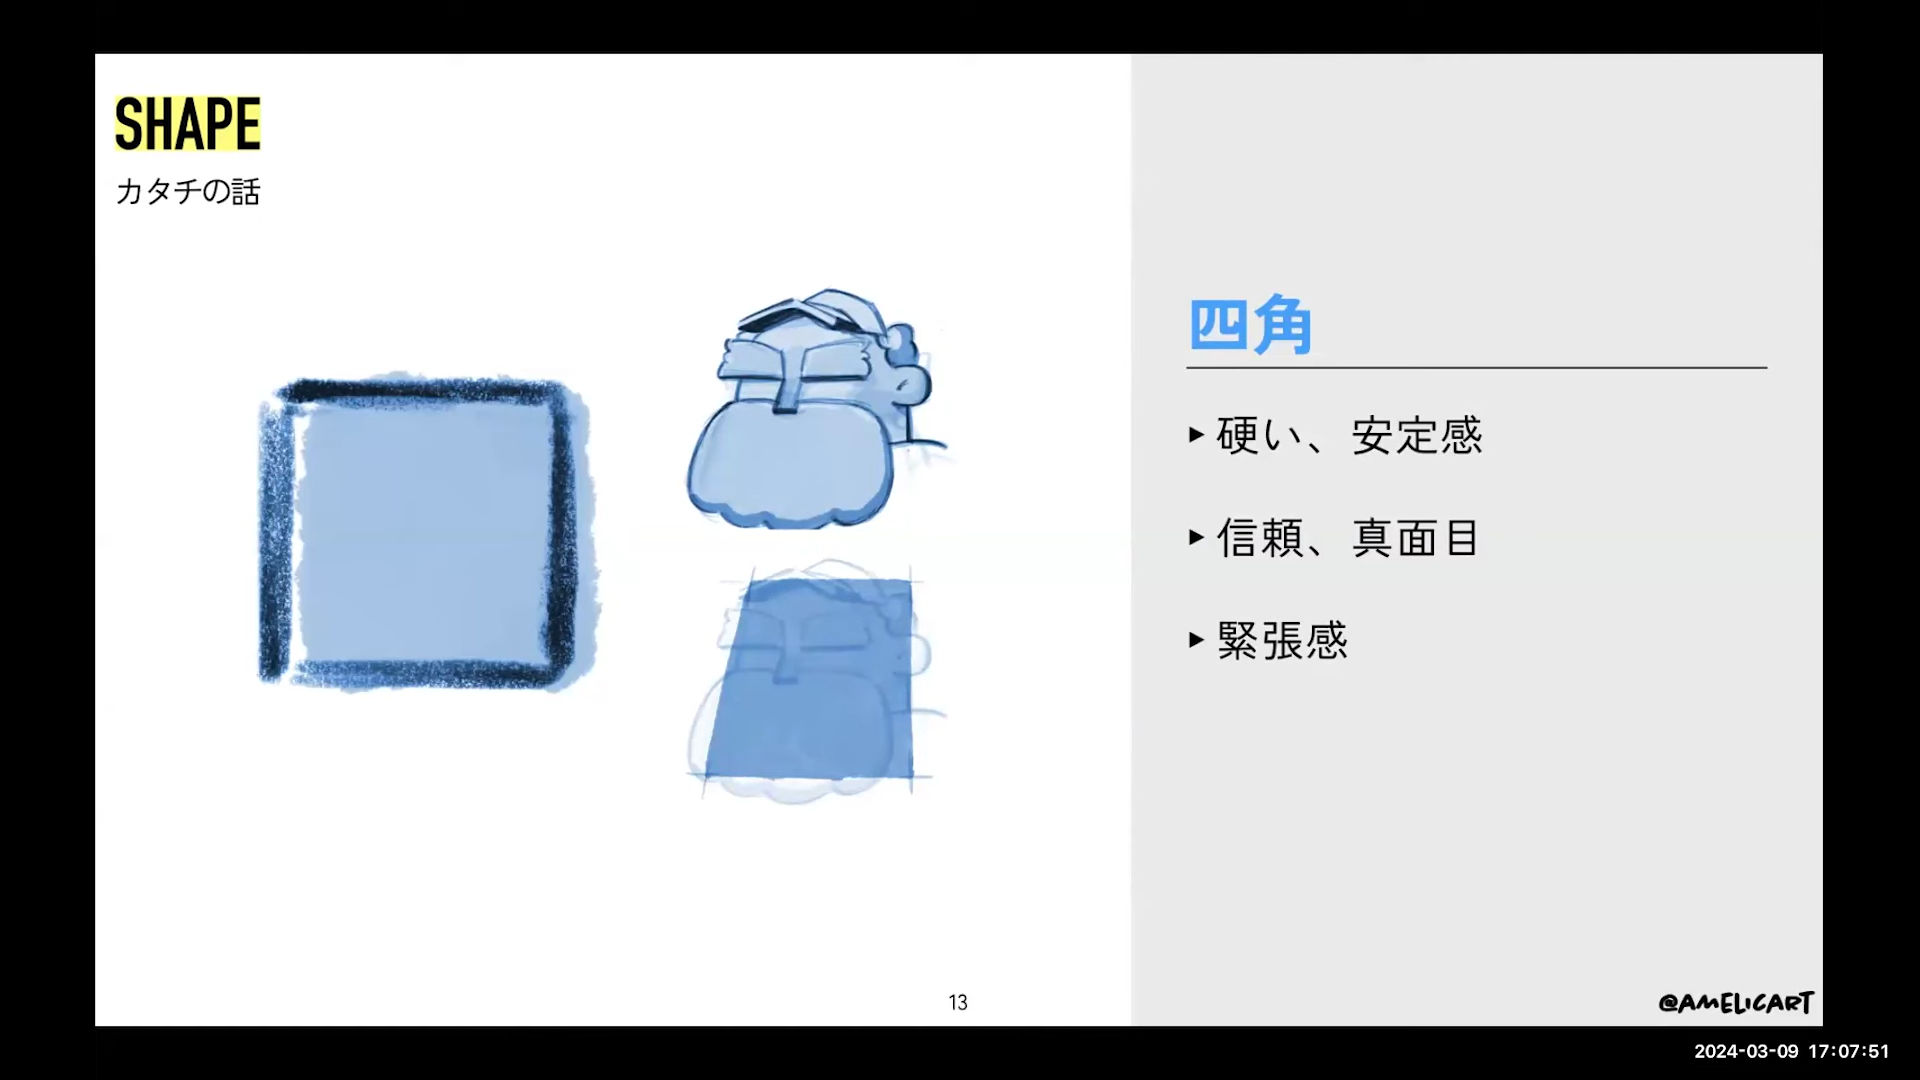 SHAPE
カタチの話
四角
▸硬い、安定感
▸信頼、真面目
▸緊張感
13
@AMELICART
2024-03-09 17:07:51